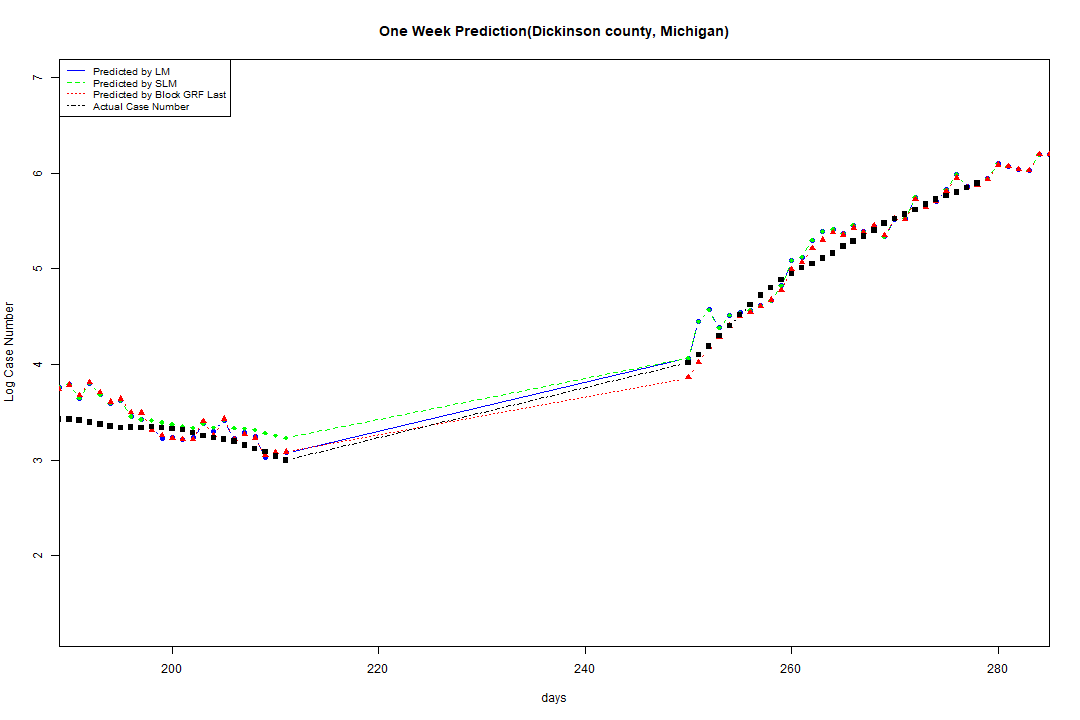 One Week Prediction(Dickinson county, Michigan)
Predicted by LM
Predicted by SLM
Predicted by Block GRF Last
Actual Case Number
7
6
5
4
3
2
Log Case Number
200 220 240 260 280
days